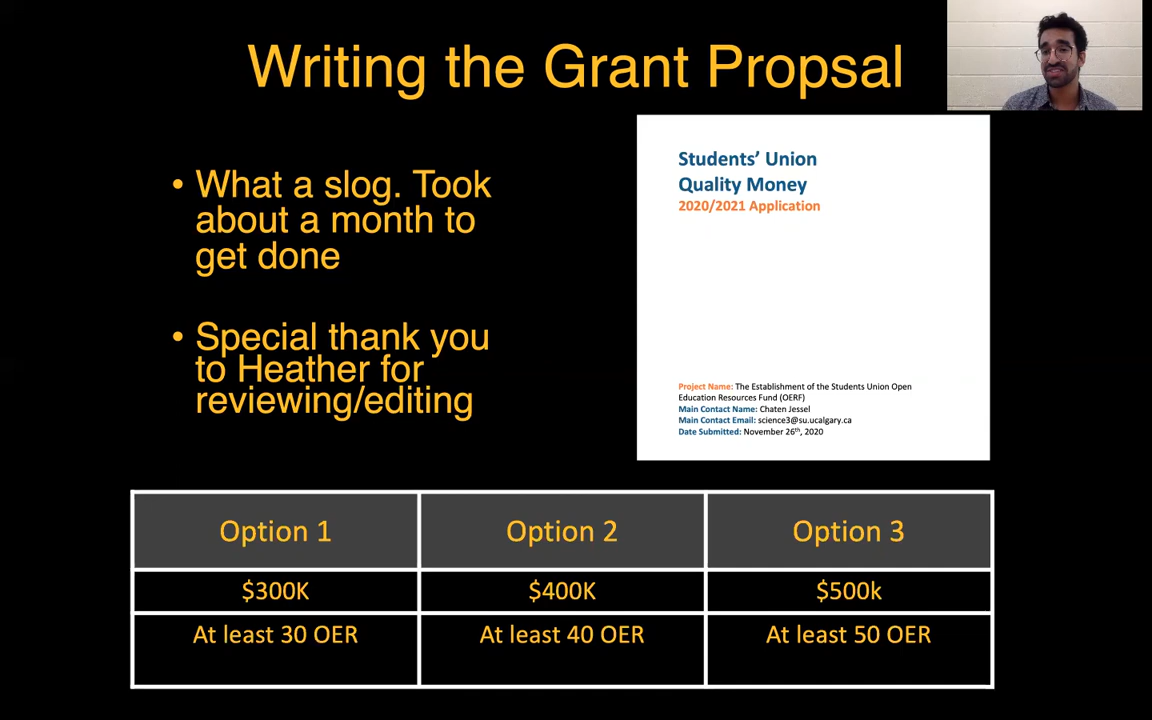 Writing the Grant Propsal
• What a slog. Took
about a month to
get done
• Special thank you
to Heather for
reviewing/editing
Students' Union
Quality Money
2020/2021 Application
Project Name: The Establishment of the Students Union Open
Education Resources Fund (OERF)
Main Contact Name: Chaten Jessel
Main Contact Email: science3@su.ucalgary.ca
Date Submitted: November 26th, 2020
Option 1 Option 2 Option 3
$300K $400K $500k
At least 30 OER At least 40 OER At least 50 OER